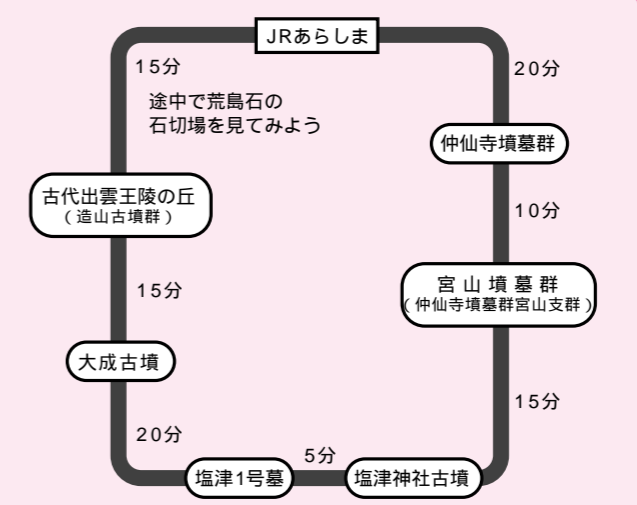 JRあらしま
15分
20分
途中で荒島石の
石切場を見てみよう
仲仙寺墳墓群
古代出雲王陵の丘
(造山古墳群)
10分
宮山墳墓群
(仲仙寺墳墓群宮山支群)
15分
大成古墳
15分
20分
5分
塩津1号墓
塩津神社古墳